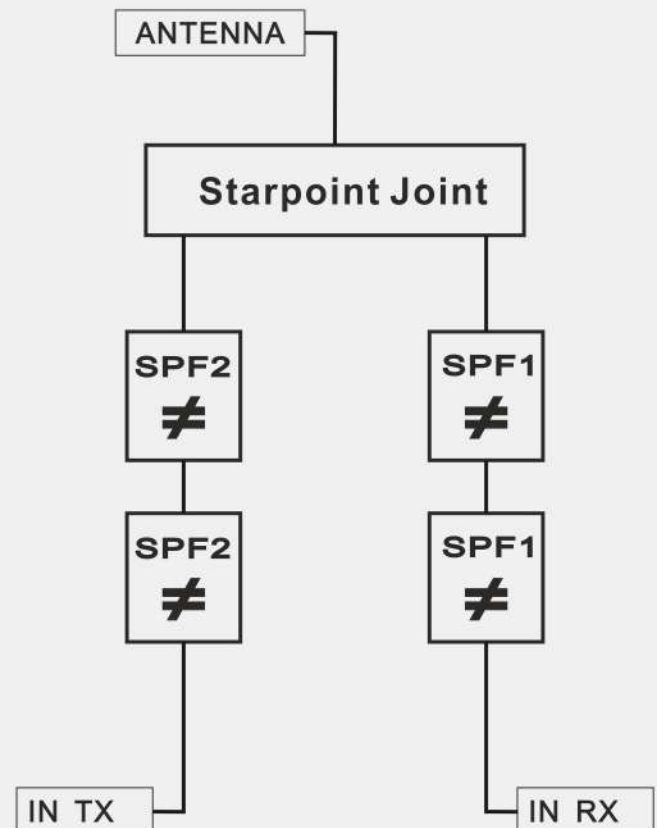 ANTENNA
Starpoint Joint
SPF2 SPF1
≠ ≠
SPF2 SPF1
≠ ≠
IN TX IN RX